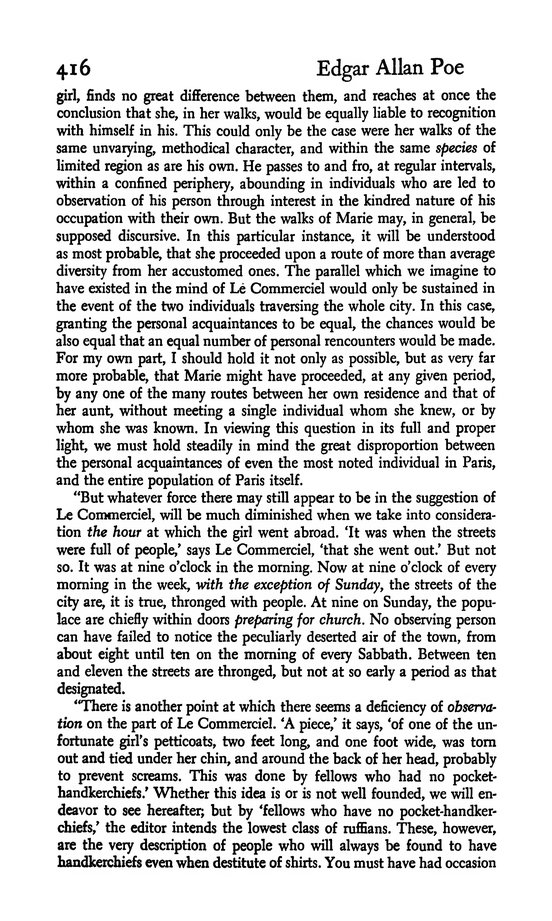 416 Edgar Allan Poe
girl, finds no great difference between them, and reaches at once the
conclusion that she, in her walks, would be equally liable to recognition
with himself in his. This could only be the case were her walks of the
same unvarying, methodical character, and within the same species of
limited region as are his own. He passes to and fro, at regular intervals,
within a confined periphery, abounding in individuals who are led to
observation of his person through interest in the kindred nature of his
occupation with their own. But the walks of Marie may, in general, be
supposed discursive. In this particular instance, it will be understood
as most probable, that she proceeded upon a route of more than average
diversity from her accustomed ones. The parallel which we imagine to
have existed in the mind of Le Commerciel would only be sustained in
the event of the two individuals traversing the whole city. In this case,
granting the personal acquaintances to be equal, the chances would be
also equal that an equal number of personal rencounters would be made.
For my own part, I should hold it not only as possible, but as very far
more probable, that Marie might have proceeded, at any given period,
by any one of the many routes between her own residence and that of
her aunt, without meeting a single individual whom she knew, or by
whom she was known. In viewing this question in its full and proper
light, we must hold steadily in mind the great disproportion between
the personal acquaintances of even the most noted individual in Paris,
and the entire population of Paris itself.
“But whatever force there may still appear to be in the suggestion of
Le Commerciel, will be much diminished when we take into considera-
tion the hour at which the girl went abroad. ‘It was when the streets
were full of people,’ says Le Commerciel, ‘that she went out.’ But not
so. It was at nine o’clock in the morning. Now at nine o’clock of every
morning in the week, with the exception of Sunday, the streets of the
city are, it is true, thronged with people. At nine on Sunday, the popu-
lace are chiefly within doors preparing for church. No observing person
can have failed to notice the peculiarly deserted air of the town, from
about eight until ten on the morning of every Sabbath. Between ten
and eleven the streets are thronged, but not at so early a period as that
designated.
“There is another point at which there seems a deficiency of observa-
tion on the part of Le Commerciel. ‘A piece,’ it says, ‘of one of the un-
fortunate girl’s petticoats, two feet long, and one foot wide, was torn
out and tied under her chin, and around the back of her head, probably
to prevent screams. This was done by fellows who had no pocket-
handkerchiefs.’ Whether this idea is or is not well founded, we will en-
deavor to see hereafter; but by ‘fellows who have no pocket-handker-
chiefs,’ the editor intends the lowest class of ruffians. These, however,
are the very description of people who will always be found to have
handkerchiefs even when destitute of shirts. You must have had occasion